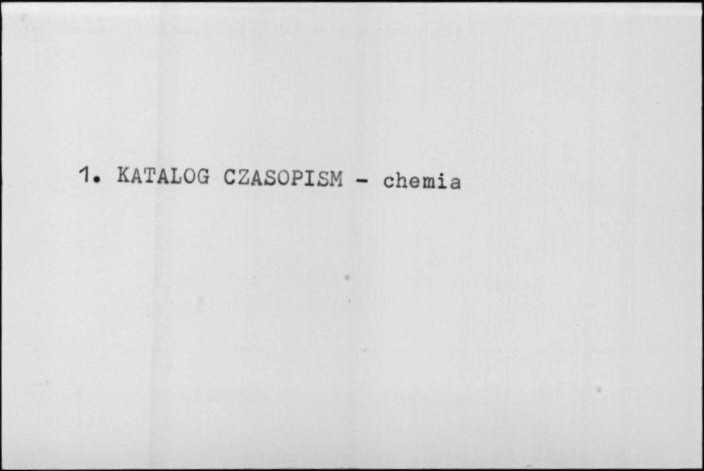 1. KATALOG CZASOPISM - chemia